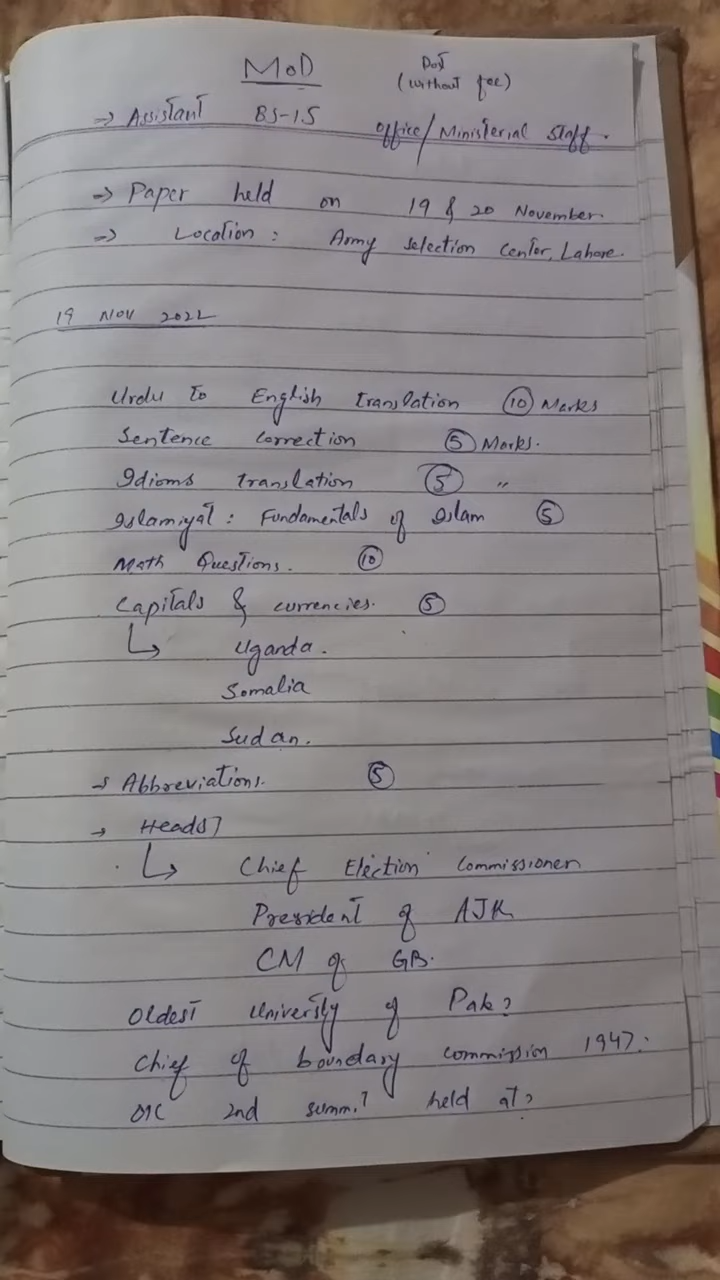 MoD
(without fee)
→ Assistant BS-15 office/Ministerial staff.
→ Paper held on 19 & 20 November.
→ Location: Army Selection Center, Lahore.
19 Nov 2022
Urdu to English translation 10 Marks
Sentence correction 5 Marks.
Idioms translation 5 "
Islamiyat: Fundamentals of Islam 5
Math Questions. 10
Capitals & currencies. 5
↳ Uganda.
Somalia
Sudan.
→ Abbreviations. 5
→ Heads]
↳ Chief Election Commissioner
President of AJK
CM of GB.
Oldest University of Pak?
Chief of boundary commission 1947.
OIC 2nd summit held at?